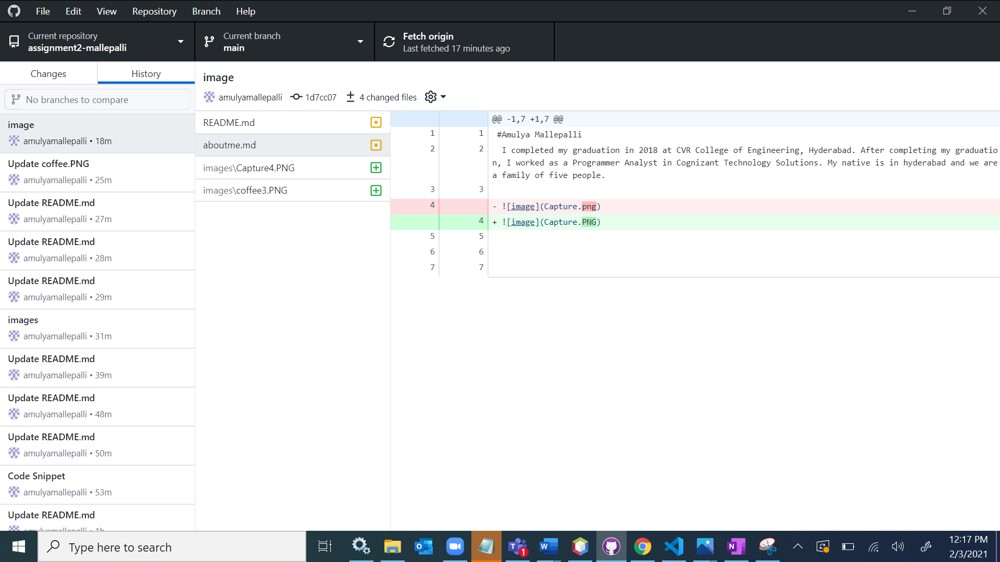 File Edit View Repository Branch Help
Current repository
assignment2-mallepalli
Current branch
main
Fetch origin
Last fetched 17 minutes ago
Changes
History
No branches to compare
image
amulyamallepalli • 18m
Update coffee.PNG
amulyamallepalli • 25m
Update README.md
amulyamallepalli • 27m
Update README.md
amulyamallepalli • 28m
Update README.md
amulyamallepalli • 29m
images
amulyamallepalli • 31m
Update README.md
amulyamallepalli • 39m
Update README.md
amulyamallepalli • 48m
Update README.md
amulyamallepalli • 50m
Code Snippet
amulyamallepalli • 53m
Update README.md
amulyamallepalli • 1h
image
amulyamallepalli 1d7cc07 4 changed files
README.md
aboutme.md
images\Capture4.PNG
images\coffee3.PNG
@@ -1,7 +1,7 @@
1 1 #Amulya Mallepalli
2 2 I completed my graduation in 2018 at CVR College of Engineering, Hyderabad. After completing my graduatio
n, I worked as a Programmer Analyst in Cognizant Technology Solutions. My native is in hyderabad and we are
a family of five people.
3 3
4 - ![image](Capture.png)
4 + ![image](Capture.PNG)
5 5
6 6
7 7
Type here to search
1
12:17 PM
2/3/2021